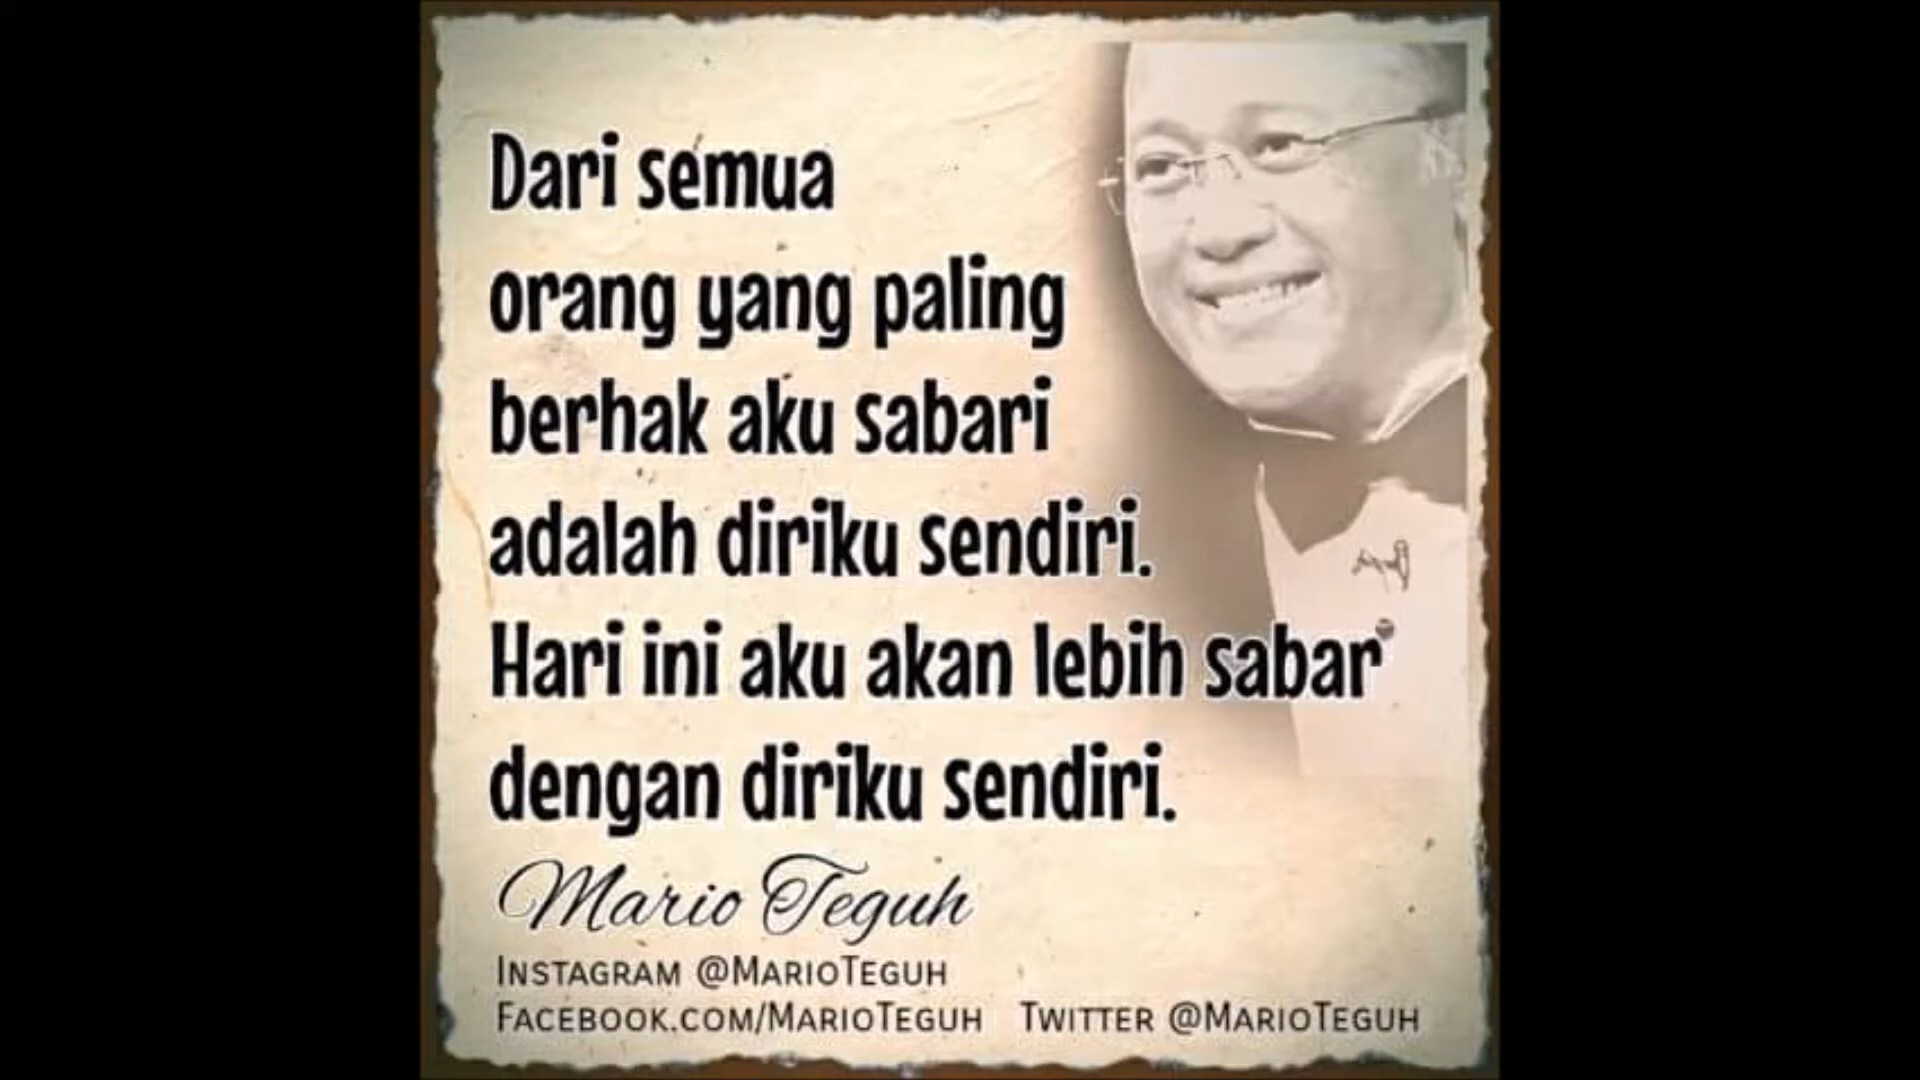 Dari semua
orang yang paling
berhak aku sabari
adalah diriku sendiri.
Hari ini aku akan lebih sabar
dengan diriku sendiri.
Mario Teguh
INSTAGRAM @MARIOTEGUH
FACEBOOK.COM/MARIOTEGUH TWITTER @MARIOTEGUH